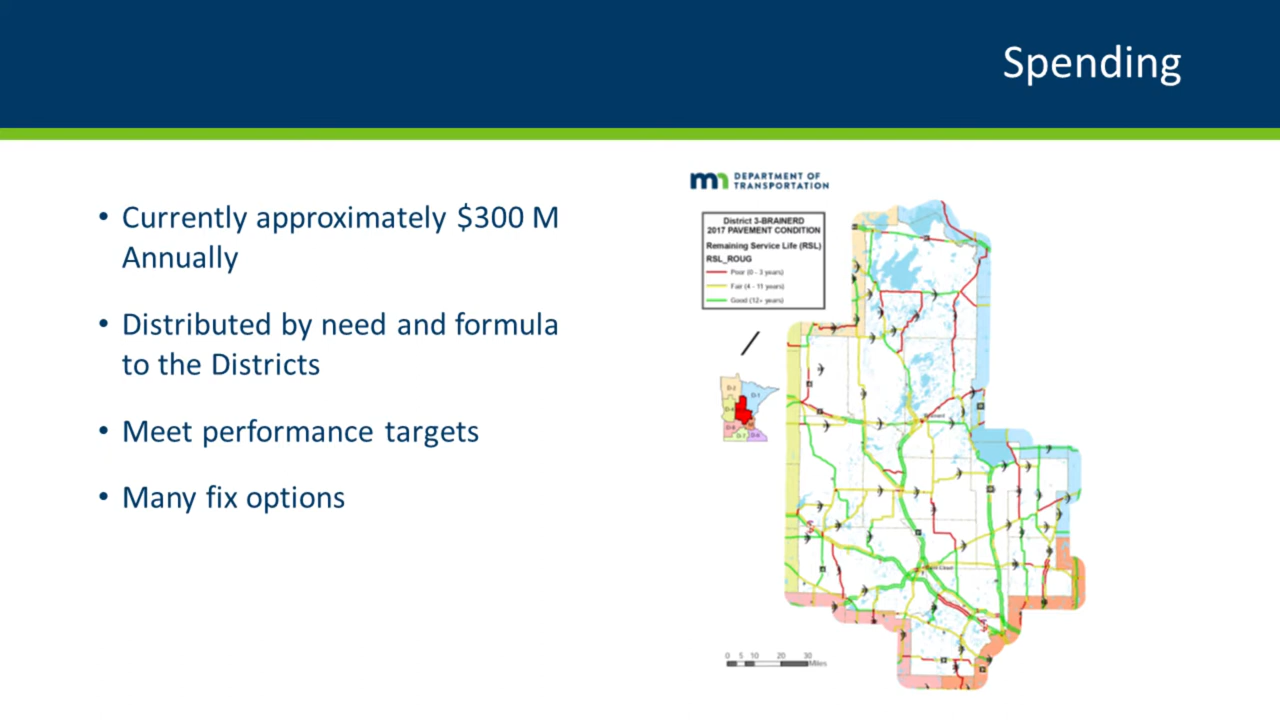 Spending
• Currently approximately $300 M
Annually
• Distributed by need and formula
to the Districts
• Meet performance targets
• Many fix options
DEPARTMENT OF
TRANSPORTATION
District 3-BRAINERD
2017 PAVEMENT CONDITION
Remaining Service Life (RSL)
RSL_ROUG
Poor (0 - 3 years)
Fair (4 - 11 years)
Good (12+ years)
D-2
D-1
0 5 10 20 30
Miles